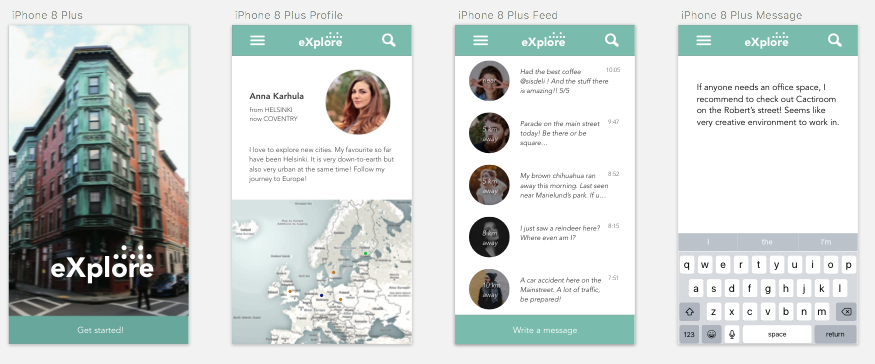 iPhone 8 Plus
eXplore
Get started!
iPhone 8 Plus Profile
eXplore
Anna Karhula
from HELSINKI
now COVENTRY
I love to explore new cities. My favourite so far
have been Helsinki. It is very down-to-earth but
also very urban at the same time! Follow my
journey to Europe!
iPhone 8 Plus Feed
eXplore
near
Had the best coffee
@sisdeli ! And the stuff there
is amazing!! 5/5
10:05
5 km
away
Parade on the main street
today! Be there or be
square...
9:47
5 km
away
My brown chihuahua ran
away this morning. Last seen
near Marielund's park. If u...
8:52
8 km
away
I just saw a reindeer here?
Where even am I?
8:15
10 km
away
A car accident here on the
Mainstreet. A lot of traffic,
be prepared!
7:51
Write a message
iPhone 8 Plus Message
eXplore
If anyone needs an office space, I
recommend to check out Cactiroom
on the Robert's street! Seems like
very creative environment to work in.
I the I'm
q w e r t y u i o p
a s d f g h j k l
z x c v b n m
123 space return